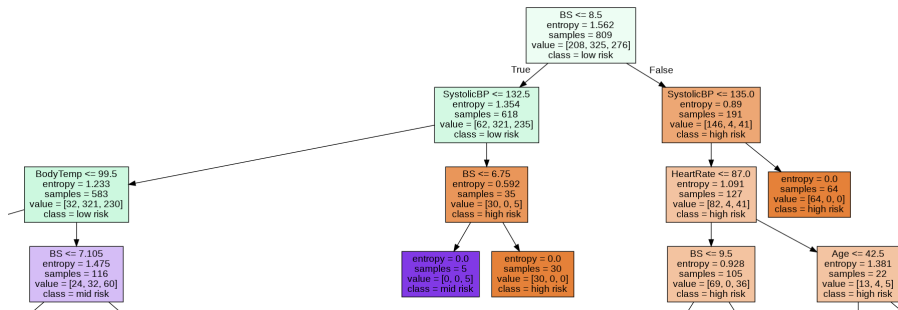 BS <= 8.5
entropy = 1.562
samples = 809
value = [208, 325, 276]
class = low risk
True
False
SystolicBP <= 132.5
entropy = 1.354
samples = 618
value = [62, 321, 235]
class = low risk
SystolicBP <= 135.0
entropy = 0.89
samples = 191
value = [146, 4, 41]
class = high risk
BodyTemp <= 99.5
entropy = 1.233
samples = 583
value = [32, 321, 230]
class = low risk
BS <= 6.75
entropy = 0.592
samples = 35
value = [30, 0, 5]
class = high risk
HeartRate <= 87.0
entropy = 1.091
samples = 127
value = [82, 4, 41]
class = high risk
entropy = 0.0
samples = 64
value = [64, 0, 0]
class = high risk
BS <= 7.105
entropy = 1.475
samples = 116
value = [24, 32, 60]
class = mid risk
entropy = 0.0
samples = 5
value = [0, 0, 5]
class = mid risk
entropy = 0.0
samples = 30
value = [30, 0, 0]
class = high risk
BS <= 9.5
entropy = 0.928
samples = 105
value = [69, 0, 36]
class = high risk
Age <= 42.5
entropy = 1.381
samples = 22
value = [13, 4, 5]
class = high risk